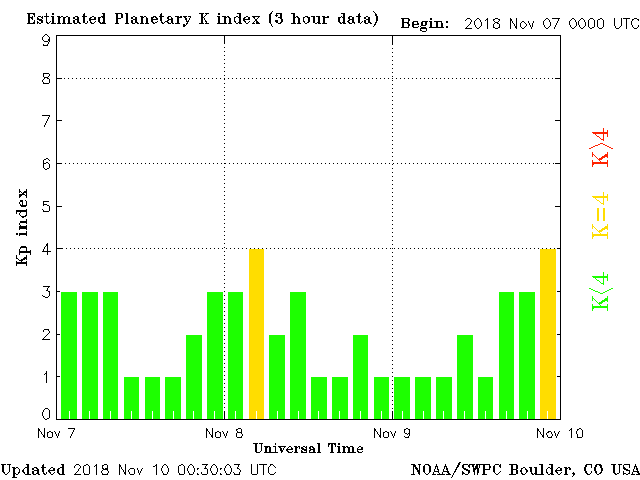 Estimated Planetary K index (3 hour data)
Begin: 2018 Nov 07 0000 UTC
9
8
7
6
5
4
3
2
1
0
Kp index
K>4
K=4
K<4
Nov 7
Nov 8
Nov 9
Nov 10
Universal Time
Updated 2018 Nov 10 00:30:03 UTC
NOAA/SWPC Boulder, CO USA